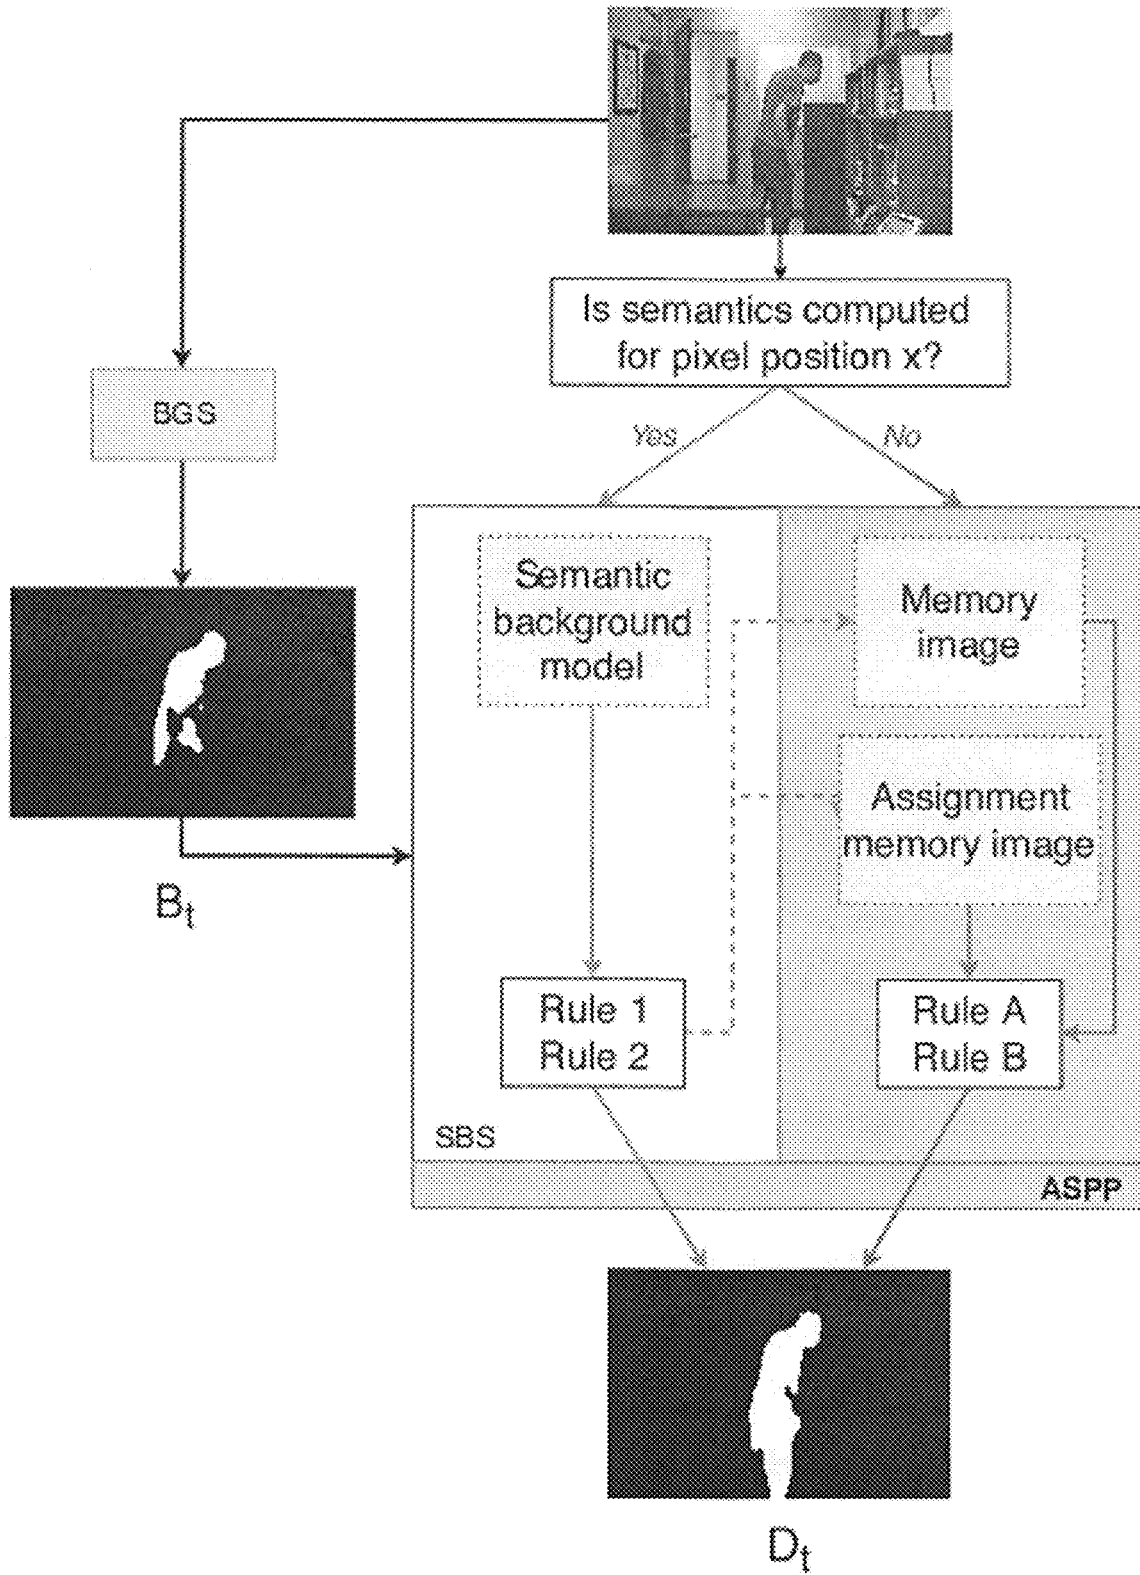 Is semantics computed
for pixel position x?
BGS
Yes
No
Semantic
background
model
Memory
image
Assignment
memory image
B_t
Rule 1
Rule 2
Rule A
Rule B
SBS
ASPP
D_t